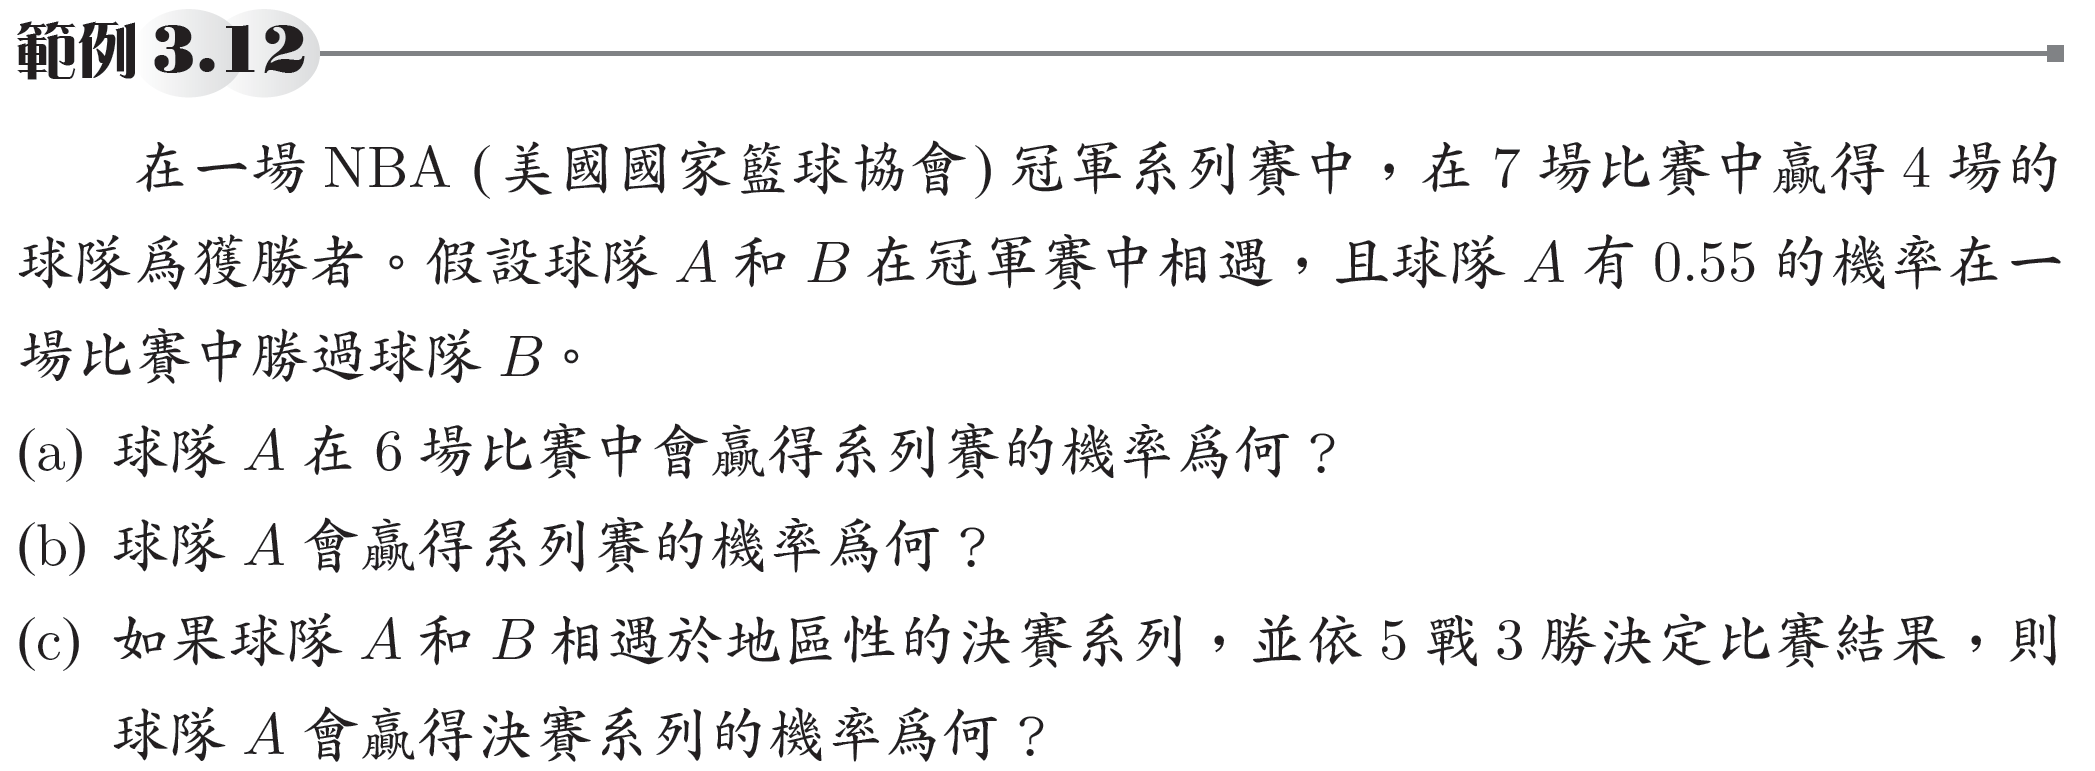 範例 3.12
在一場 NBA (美國國家籃球協會) 冠軍系列賽中，在 7 場比賽中贏得 4 場的
球隊為獲勝者。假設球隊 A 和 B 在冠軍賽中相遇，且球隊 A 有 0.55 的機率在一
場比賽中勝過球隊 B。
(a) 球隊 A 在 6 場比賽中會贏得系列賽的機率為何？
(b) 球隊 A 會贏得系列賽的機率為何？
(c) 如果球隊 A 和 B 相遇於地區性的決賽系列，並依 5 戰 3 勝決定比賽結果，則
球隊 A 會贏得決賽系列的機率為何？